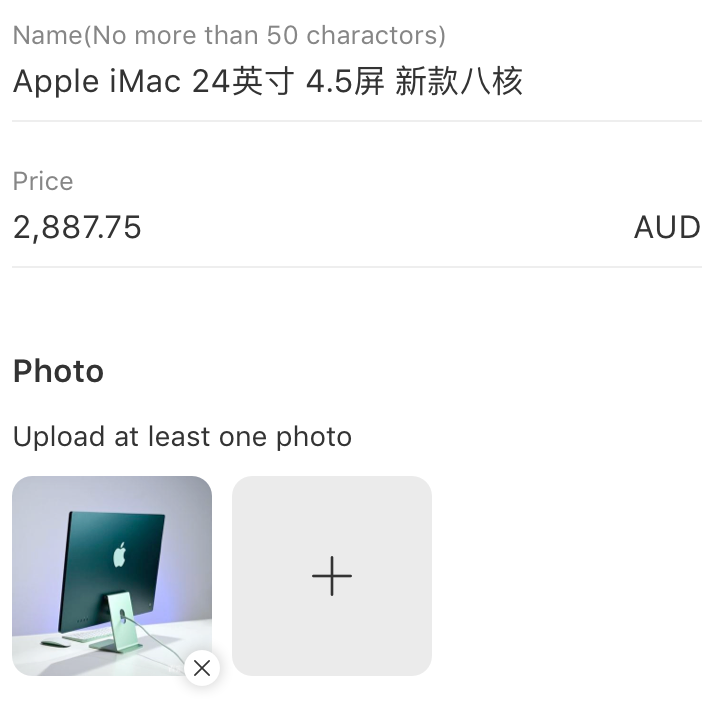 Name(No more than 50 charactors)
Apple iMac 24英寸 4.5屏 新款八核
Price
2,887.75 AUD
Photo
Upload at least one photo